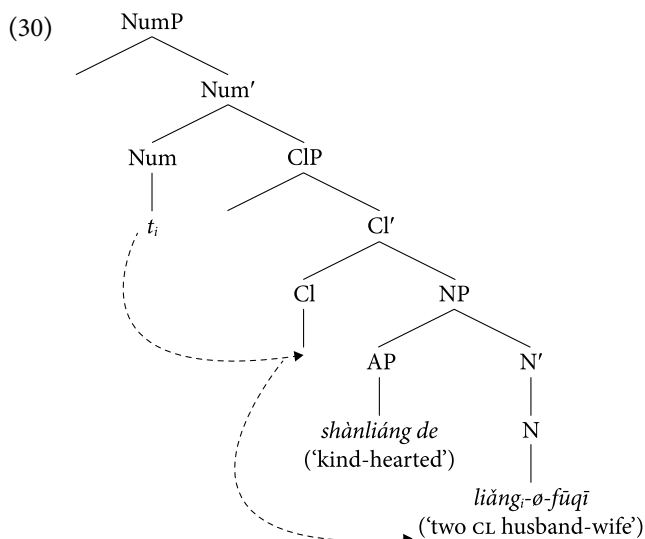 (30)
NumP
Num′
Num
ClP
tᵢ
Cl′
Cl
NP
AP
N′
shànliáng de
(‘kind-hearted’)
N
liǎngᵢ-ø-fūqī
(‘two CL husband-wife’)